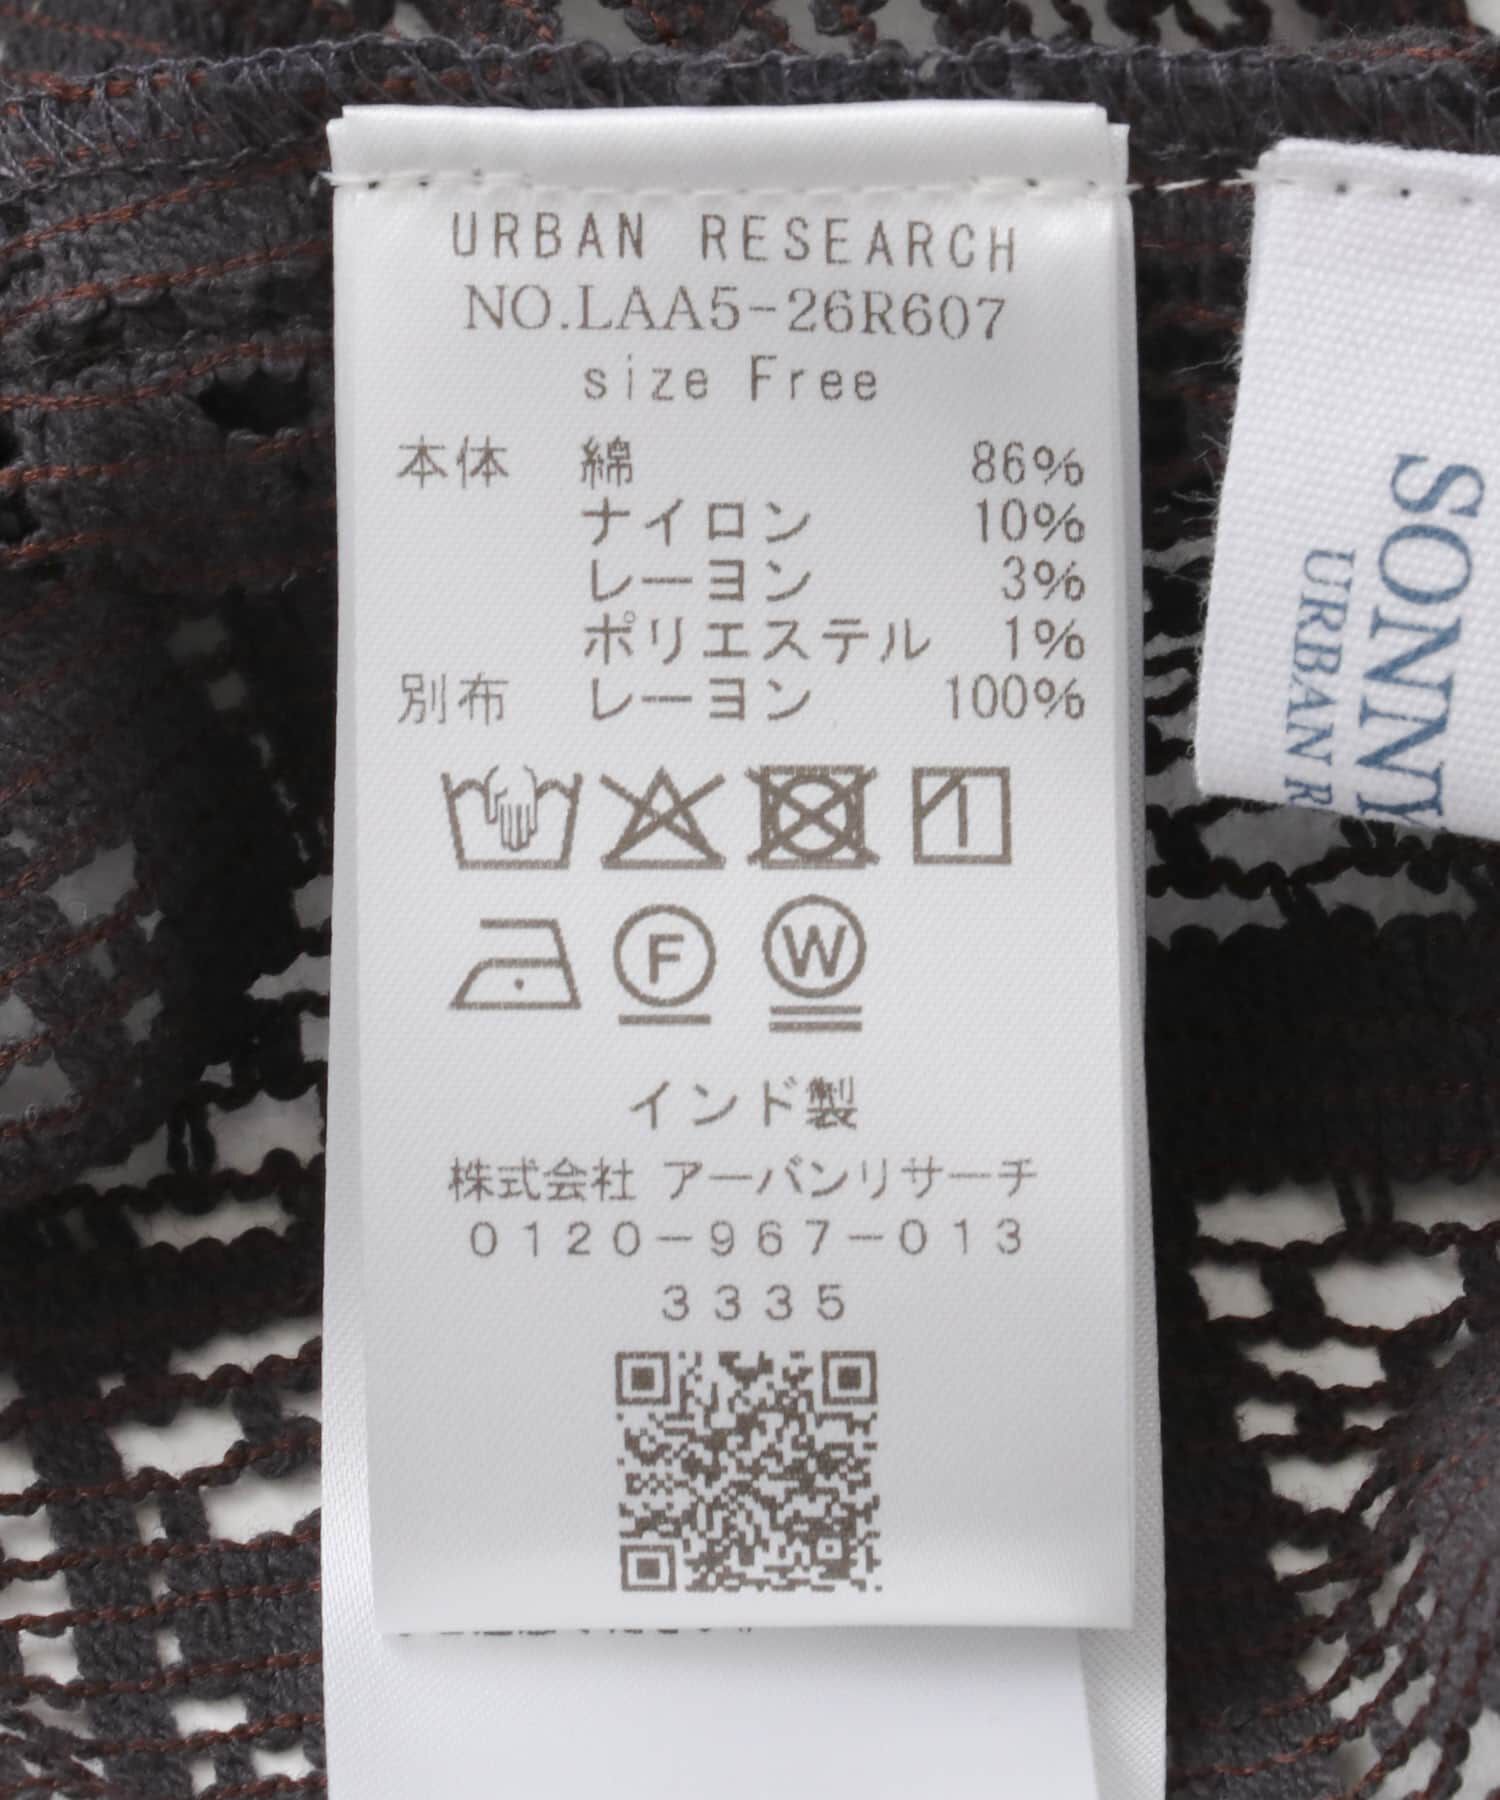 URBAN RESEARCH
NO.LAA5-26R607
size Free
本体 綿 86%
ナイロン 10%
レーヨン 3%
ポリエステル 1%
別布 レーヨン 100%
F W
インド製
株式会社 アーバンリサーチ
0120-967-013
3335
SONNY
URBAN R